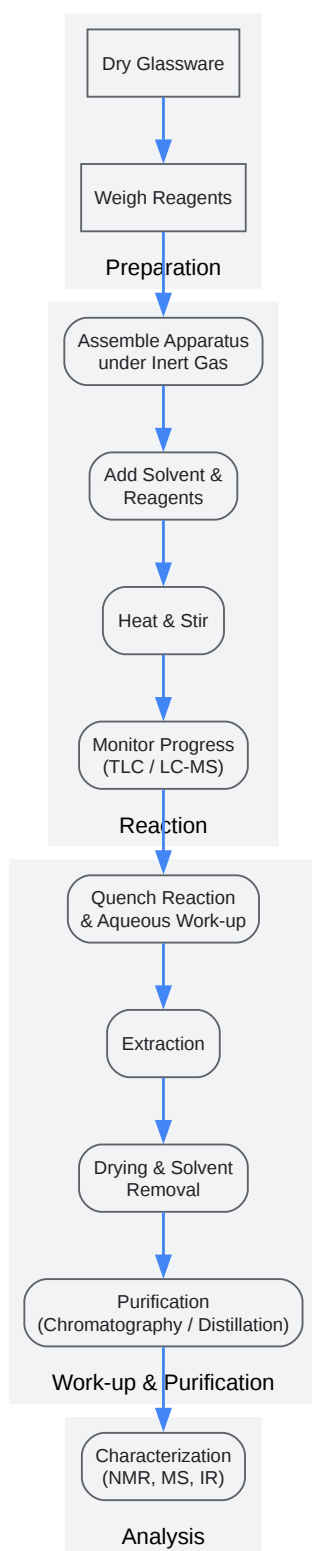 Dry Glassware
Weigh Reagents
Preparation
Assemble Apparatus
under Inert Gas
Add Solvent &
Reagents
Heat & Stir
Monitor Progress
(TLC / LC-MS)
Reaction
Quench Reaction
& Aqueous Work-up
Extraction
Drying & Solvent
Removal
Purification
(Chromatography / Distillation)
Work-up & Purification
Characterization
(NMR, MS, IR)
Analysis